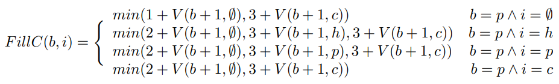 FillC(b, i) = {
min(1 + V(b + 1, ∅), 3 + V(b + 1, c)) b = p ∧ i = ∅
min(2 + V(b + 1, ∅), 3 + V(b + 1, h), 3 + V(b + 1, c)) b = p ∧ i = h
min(2 + V(b + 1, ∅), 3 + V(b + 1, p), 3 + V(b + 1, c)) b = p ∧ i = p
min(2 + V(b + 1, ∅), 3 + V(b + 1, c)) b = p ∧ i = c